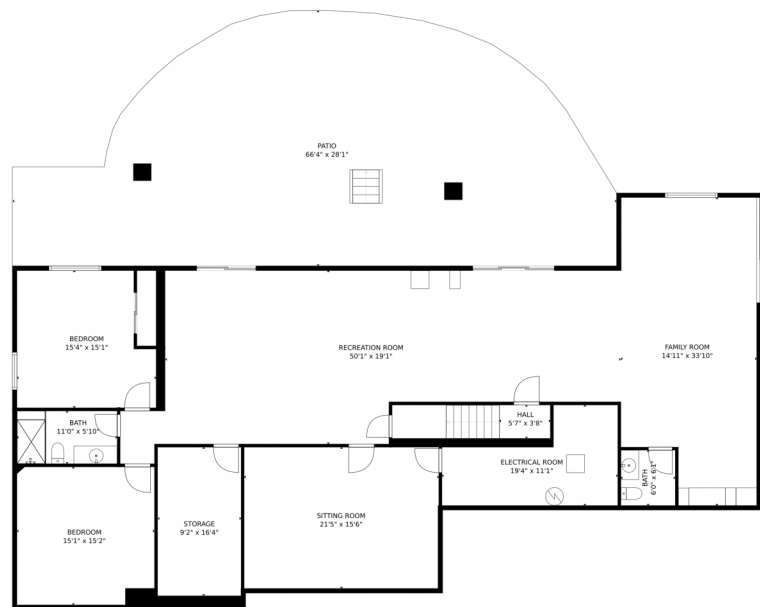 PATIO
66'4" x 28'1"
BEDROOM
15'4" x 15'1"
RECREATION ROOM
50'1" x 19'1"
FAMILY ROOM
14'11" x 33'10"
BATH
11'0" x 5'10"
HALL
5'7" x 3'8"
ELECTRICAL ROOM
19'4" x 11'1"
BATH
6'0" x 6'1"
BEDROOM
15'1" x 15'2"
STORAGE
9'2" x 16'4"
SITTING ROOM
21'5" x 15'6"